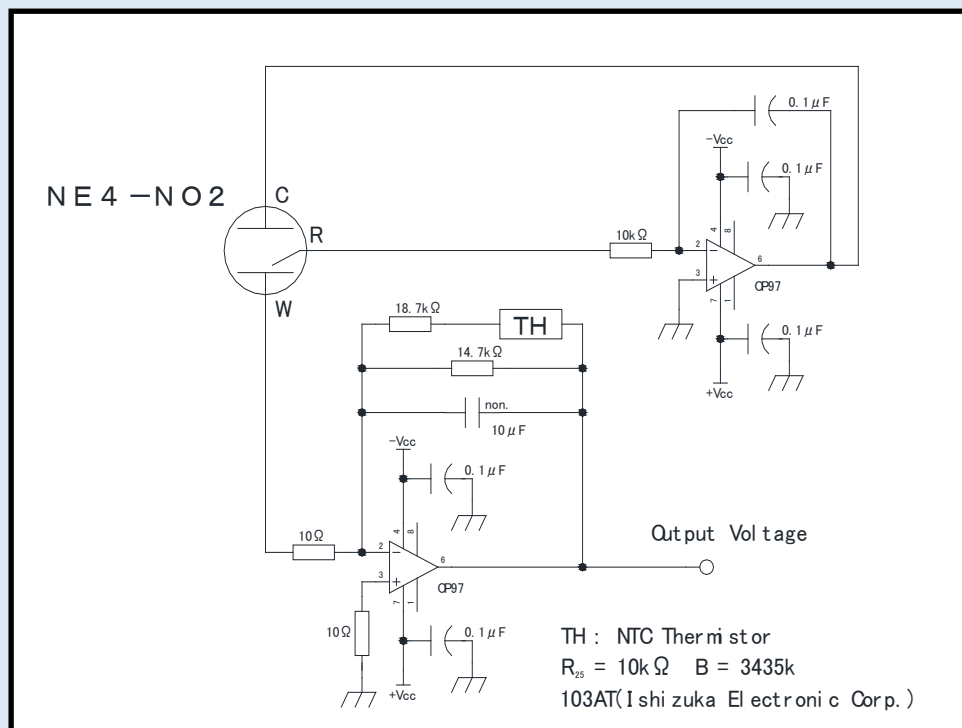 0.1μF
-Vcc
0.1μF
NE4-NO2
C
R
W
10kΩ
4
8
2
3
6
7
1
OP97
0.1μF
+Vcc
18.7kΩ
TH
14.7kΩ
non.
10μF
-Vcc
0.1μF
10Ω
4
8
2
3
6
7
1
OP97
10Ω
0.1μF
+Vcc
Output Voltage
TH : NTC Thermistor
R25 = 10kΩ B = 3435k
103AT(Ishizuka Electronic Corp.)